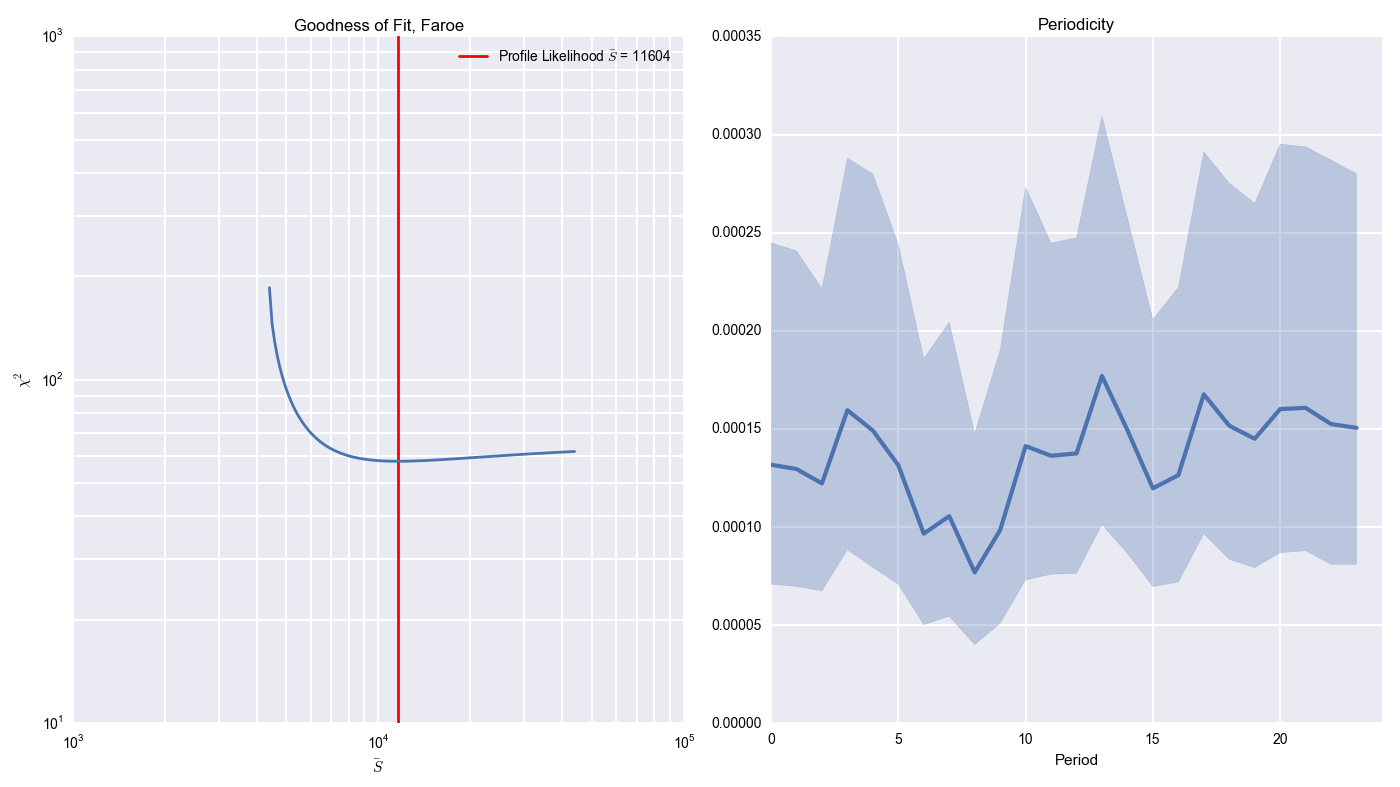 Goodness of Fit, Faroe
10³
10²
10¹
χ²
Profile Likelihood S̄ = 11604
10³ 10⁴ 10⁵
S̄
Periodicity
0.00035
0.00030
0.00025
0.00020
0.00015
0.00010
0.00005
0.00000
0 5 10 15 20
Period